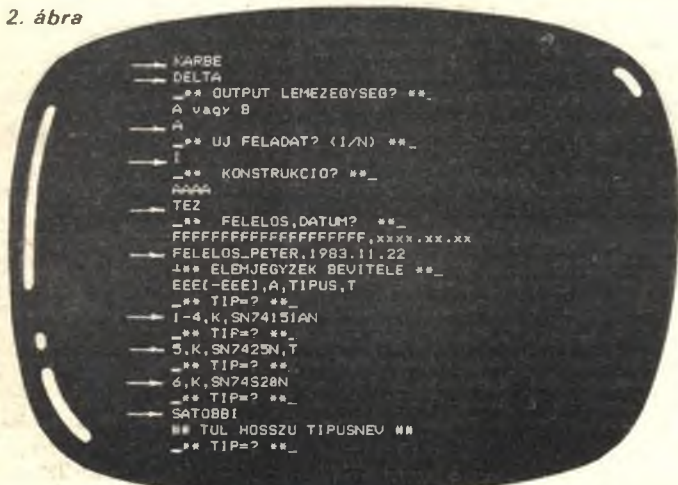 2. ábra
KARBE
DELTA
_** OUTPUT LEMEZEGYSEG? **_
A vagy B
A
_** UJ FELADAT? (I/N) **_
I
_** KONSTRUKCIO? **_
AAAA
TEZ
_** FELELOS,DATUM? **_
FFFFFFFFFFFFFFFFFFFF,xxxx.xx.xx
FELELOS_PETER,1983.11.22
_** ELEMJEGYZEK BEVITELE **_
EEE[-EEE],A,TIPUS,T
_** TIP=? **_
1-4,K,SN74151AN
_** TIP=? **_
5,K,SN7425N,T
_** TIP=? **_
6,K,SN74S28N
_** TIP=? **_
SATOBBI
## TUL HOSSZU TIPUSNEV ##
_** TIP=? **_